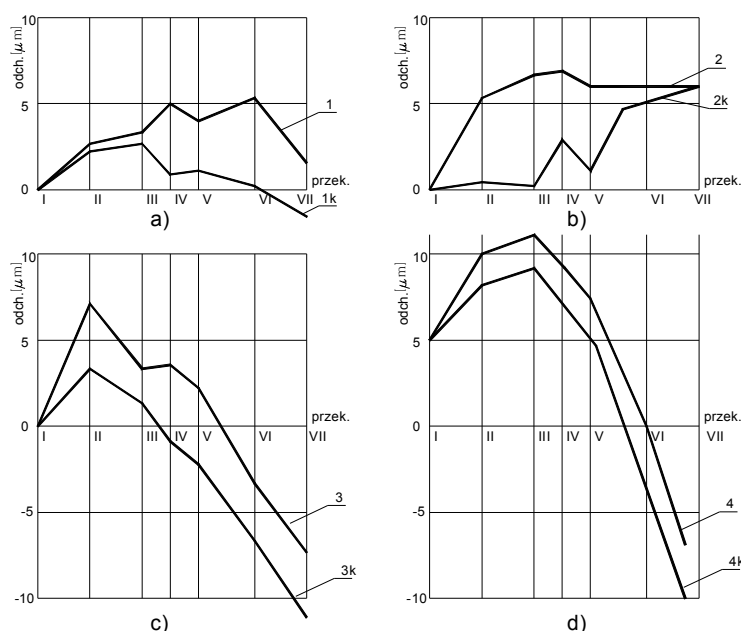 odch.[μm]
10
5
0
I II III IV V VI VII
przek.
1
1k
a)
odch.[μm]
10
5
0
I II III IV V VI VII
przek.
2
2k
b)
odch.[μm]
10
5
0
-5
-10
I II III IV V VI VII
przek.
3
3k
c)
odch.[μm]
10
5
0
-5
-10
I II III IV V VI VII
przek.
4
4k
d)